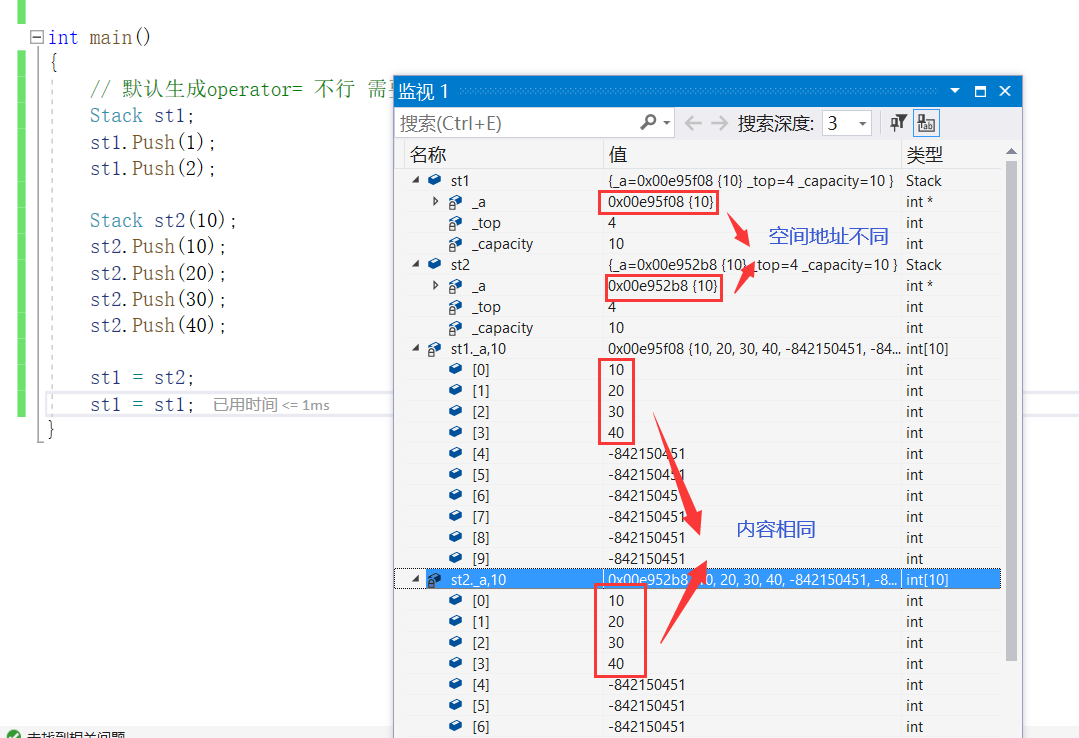 int main()
{
// 默认生成operator= 不行 需
Stack st1;
st1.Push(1);
st1.Push(2);
Stack st2(10);
st2.Push(10);
st2.Push(20);
st2.Push(30);
st2.Push(40);
st1 = st2;
st1 = st1; 已用时间 <= 1ms
}
监视 1
搜索(Ctrl+E) 搜索深度: 3
名称 值 类型
st1 {_a=0x00e95f08 {10} _top=4 _capacity=10 } Stack
_a 0x00e95f08 {10} int *
_top 4 int
空间地址不同
_capacity 10 int
st2 {_a=0x00e952b8 {10} _top=4 _capacity=10 } Stack
_a 0x00e952b8 {10} int *
_top 4 int
_capacity 10 int
st1._a,10 0x00e95f08 {10, 20, 30, 40, -842150451, -84... int[10]
[0] 10 int
[1] 20 int
[2] 30 int
[3] 40 int
[4] -842150451 int
[5] -842150451 int
[6] -842150451 int
[7] -842150451 int
内容相同
[8] -842150451 int
[9] -842150451 int
st2._a,10 0x00e952b8 {10, 20, 30, 40, -842150451, -8... int[10]
[0] 10 int
[1] 20 int
[2] 30 int
[3] 40 int
[4] -842150451 int
[5] -842150451 int
[6] -842150451 int
未找到相关问题